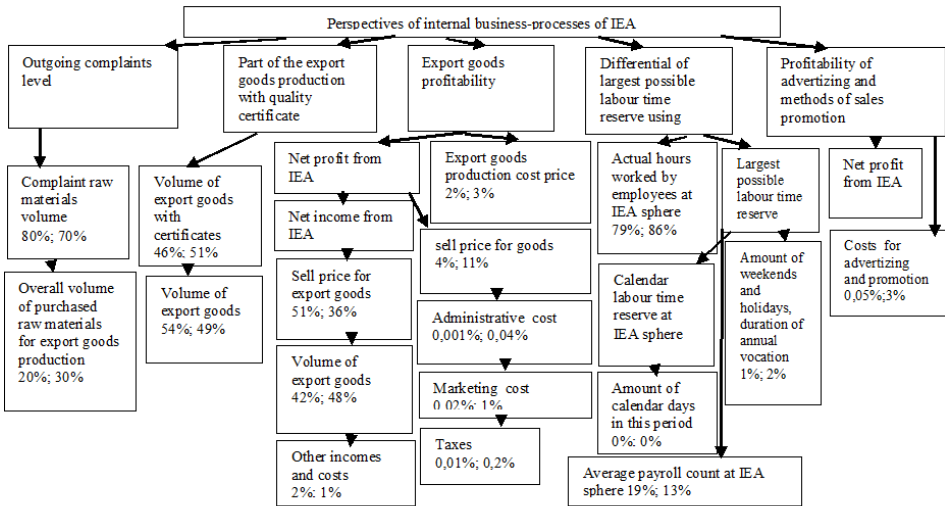 Perspectives of internal business-processes of IEA
Outgoing complaints
level
Part of the export
goods production
with quality
certificate
Export goods
profitability
Differential of
largest possible
labour time
reserve using
Profitability of
advertizing and
methods of sales
promotion
Complaint raw
materials
volume
80%; 70%
Overall volume
of purchased
raw materials
for export goods
production
20%; 30%
Volume of
export goods
with
certificates
46%; 51%
Volume of
export goods
54%; 49%
Net profit from
IEA
Net income from
IEA
Sell price for
export goods
51%; 36%
Volume of
export goods
42%; 48%
Other incomes
and costs
2%: 1%
Export goods
production cost price
2%; 3%
sell price for goods
4%; 11%
Administrative cost
0,001%; 0,04%
Marketing cost
0,02%; 1%
Taxes
0,01%; 0,2%
Actual hours
worked by
employees at
IEA sphere
79%; 86%
Calendar
labour time
reserve at
IEA sphere
Amount of
calendar days
in this period
0%: 0%
Average payroll count at IEA
sphere 19%; 13%
Largest
possible
labour time
reserve
Amount of
weekends
and
holidays,
duration of
annual
vocation
1%; 2%
Net profit
from IEA
Costs for
advertizing and
promotion
0,05%;3%